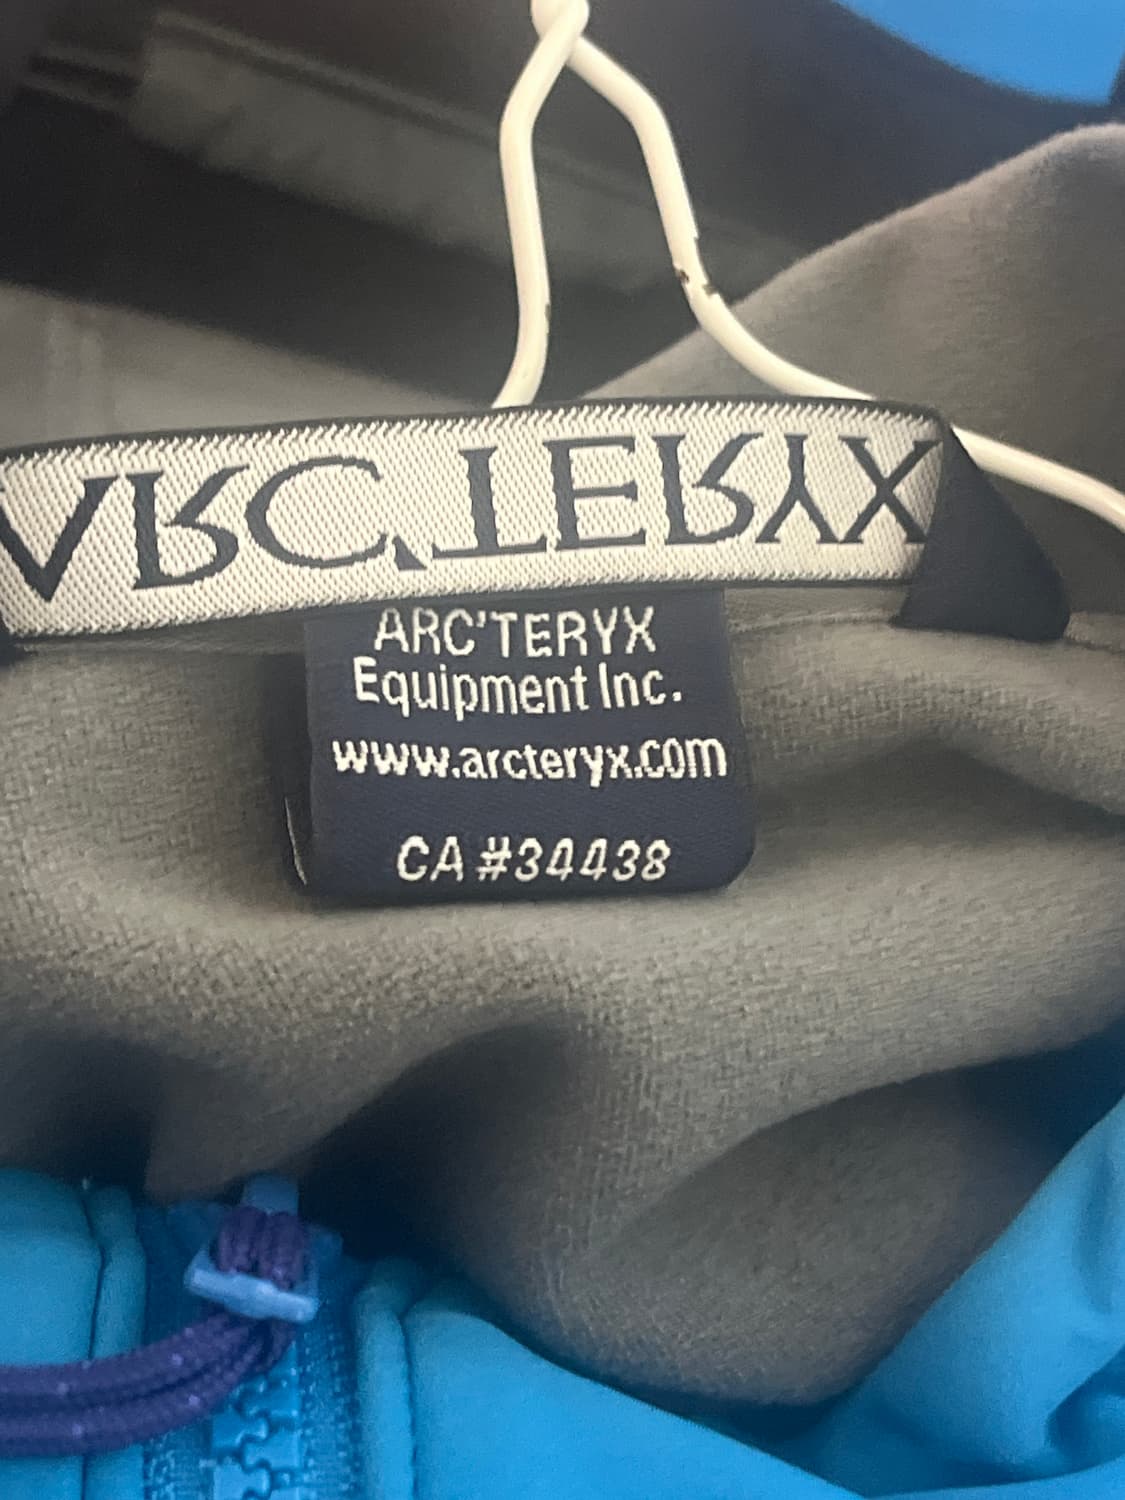 ARC'TERYX
ARC'TERYX
Equipment Inc.
www.arcteryx.com
CA #34438